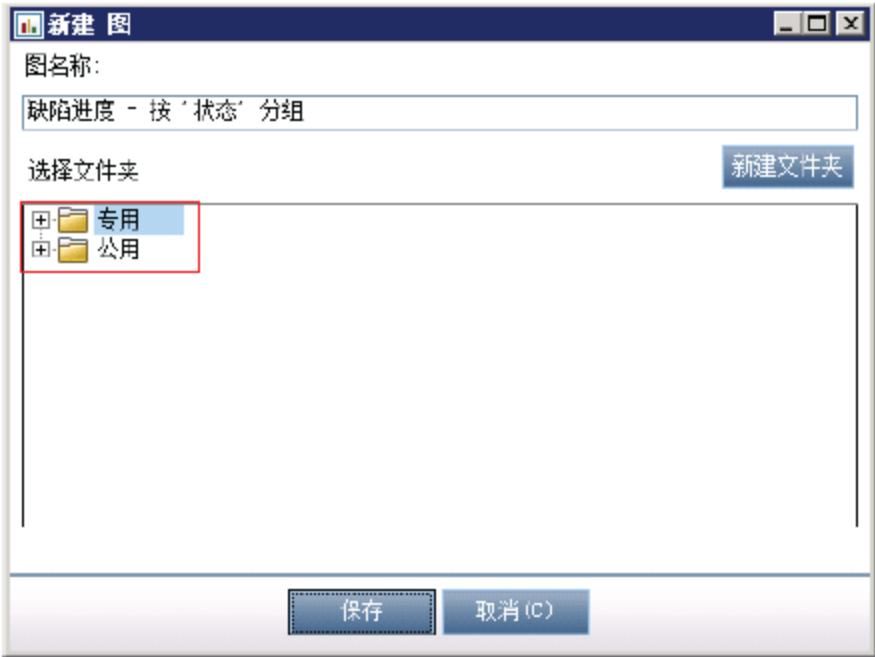 新建 图
图名称:
缺陷进度 - 按 '状态' 分组
选择文件夹
新建文件夹
专用
公用
保存
取消(C)